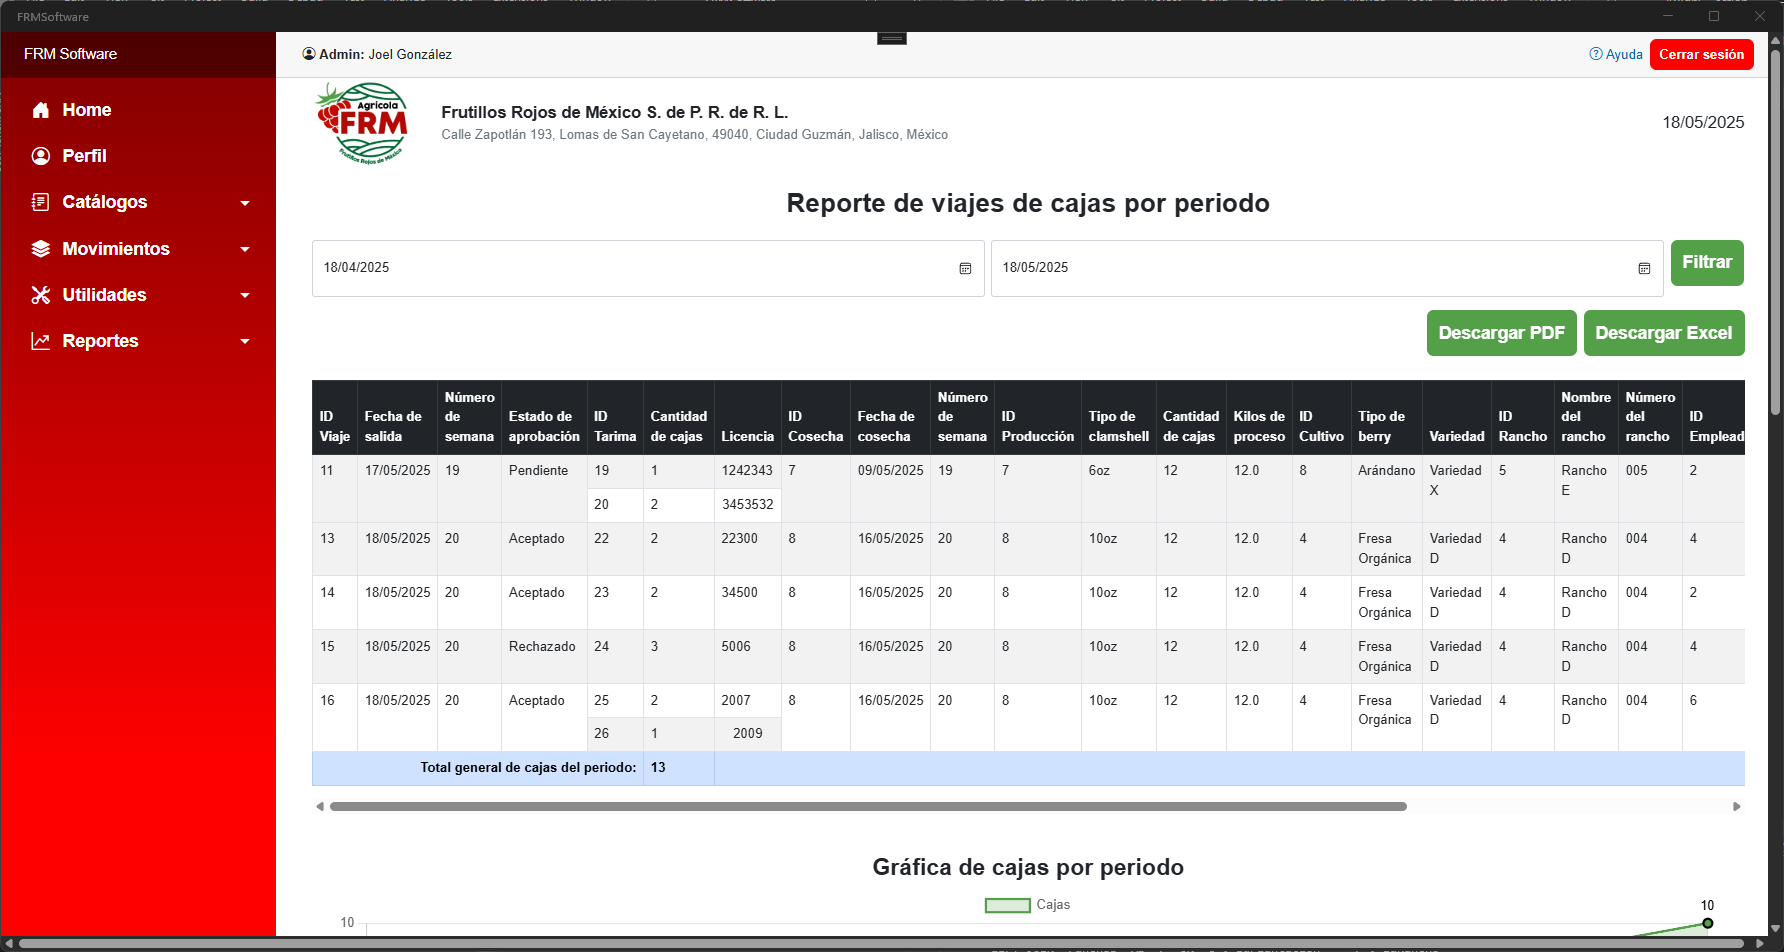 FRMSoftware
FRM Software
Admin: Joel González
Ayuda
Cerrar sesión
Home
Perfil
Catálogos
Movimientos
Utilidades
Reportes
Agrícola
FRM
Frutillos Rojos de México
Frutillos Rojos de México S. de P. R. de R. L.
Calle Zapotlán 193, Lomas de San Cayetano, 49040, Ciudad Guzmán, Jalisco, México
18/05/2025
Reporte de viajes de cajas por periodo
18/04/2025
18/05/2025
Filtrar
Descargar PDF
Descargar Excel
ID Viaje Fecha de salida Número de semana Estado de aprobación ID Tarima Cantidad de cajas Licencia ID Cosecha Fecha de cosecha Número de semana ID Producción Tipo de clamshell Cantidad de cajas Kilos de proceso ID Cultivo Tipo de berry Variedad ID Rancho Nombre del rancho Número del rancho ID Emplead
11 17/05/2025 19 Pendiente 19 1 1242343 7 09/05/2025 19 7 6oz 12 12.0 8 Arándano Variedad X 5 Rancho E 005 2
20 2 3453532
13 18/05/2025 20 Aceptado 22 2 22300 8 16/05/2025 20 8 10oz 12 12.0 4 Fresa Orgánica Variedad D 4 Rancho D 004 4
14 18/05/2025 20 Aceptado 23 2 34500 8 16/05/2025 20 8 10oz 12 12.0 4 Fresa Orgánica Variedad D 4 Rancho D 004 2
15 18/05/2025 20 Rechazado 24 3 5006 8 16/05/2025 20 8 10oz 12 12.0 4 Fresa Orgánica Variedad D 4 Rancho D 004 4
16 18/05/2025 20 Aceptado 25 2 2007 8 16/05/2025 20 8 10oz 12 12.0 4 Fresa Orgánica Variedad D 4 Rancho D 004 6
26 1 2009
Total general de cajas del periodo: 13
Gráfica de cajas por periodo
Cajas
10
10